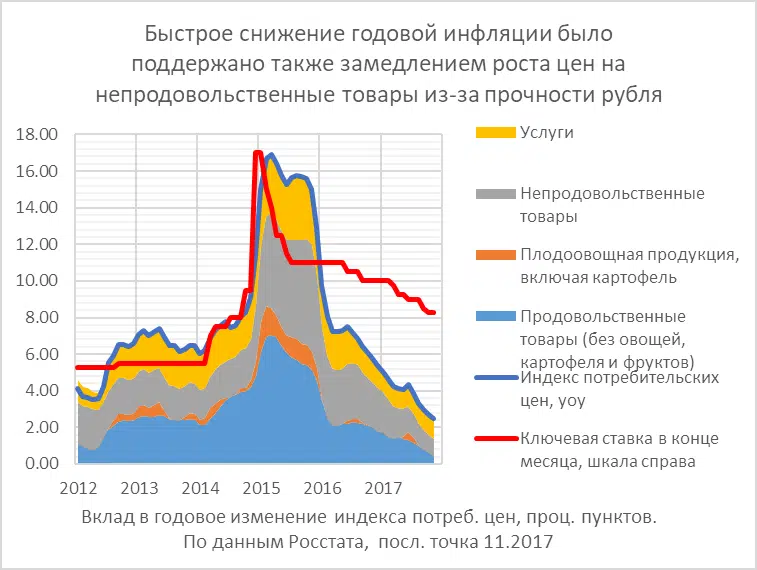 Быстрое снижение годовой инфляции было
поддержано также замедлением роста цен на
непродовольственные товары из-за прочности рубля
18.00
16.00
14.00
12.00
10.00
8.00
6.00
4.00
2.00
0.00
2012 2013 2014 2015 2016 2017
Услуги
Непродовольственные
товары
Плодоовощная продукция,
включая картофель
Продовольственные
товары (без овощей,
картофеля и фруктов)
Индекс потребительских
цен, yoy
Ключевая ставка в конце
месяца, шкала справа
Вклад в годовое изменение индекса потреб. цен, проц. пунктов.
По данным Росстата, посл. точка 11.2017